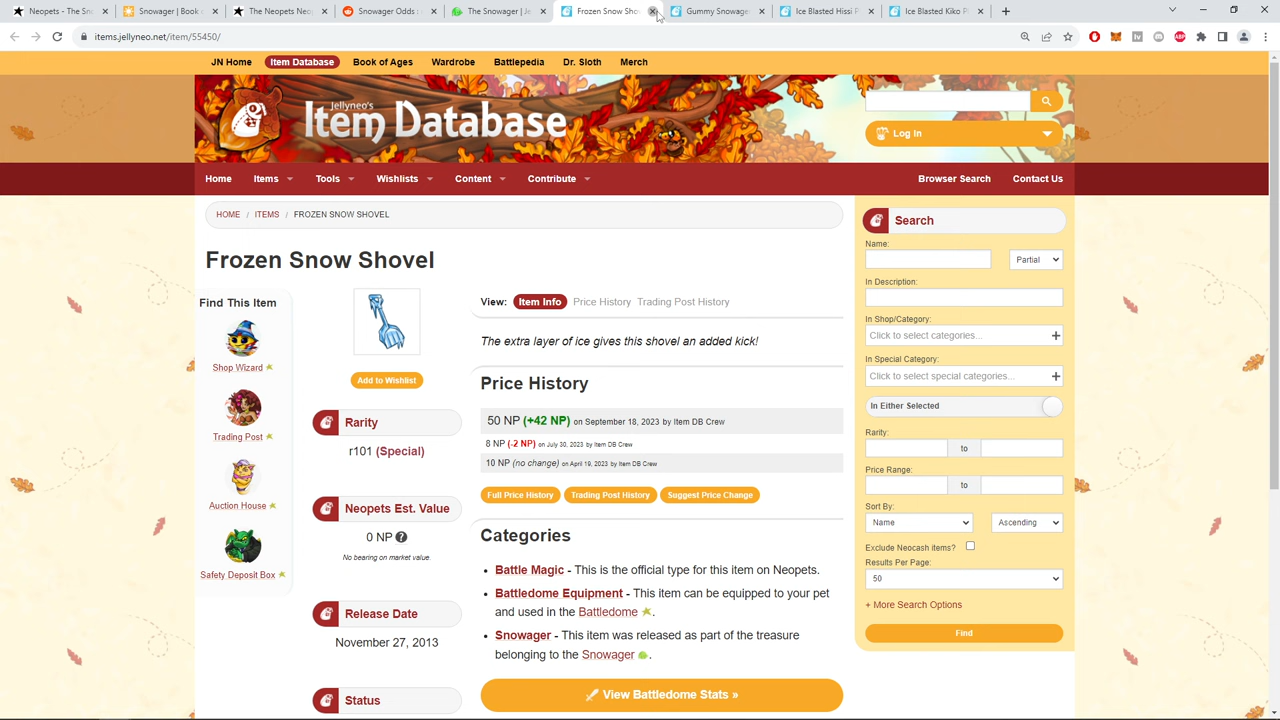 Neopets - The Sno
Snowager | Book
The Neopets Neo
Snowager Odds
The Snowager | Je
Frozen Snow Sho
Gummy Snowage
Ice Blasted Hissi P
Ice Blasted Kiko P
items.jellyneo.net/item/55450/
JN Home
Item Database
Book of Ages
Wardrobe
Battlepedia
Dr. Sloth
Merch
Jellyneo's
Item Database
Log In
Home
Items
Tools
Wishlists
Content
Contribute
Browser Search
Contact Us
HOME / ITEMS / FROZEN SNOW SHOVEL
Frozen Snow Shovel
Find This Item
Shop Wizard
Trading Post
Auction House
Safety Deposit Box
Add to Wishlist
Rarity
r101 (Special)
Neopets Est. Value
0 NP ?
No bearing on market value.
Release Date
November 27, 2013
Status
View: Item Info Price History Trading Post History
The extra layer of ice gives this shovel an added kick!
Price History
50 NP (+42 NP) on September 18, 2023 by Item DB Crew
8 NP (-2 NP) on July 30, 2023 by Item DB Crew
10 NP (no change) on April 19, 2023 by Item DB Crew
Full Price History
Trading Post History
Suggest Price Change
Categories
• Battle Magic - This is the official type for this item on Neopets.
• Battledome Equipment - This item can be equipped to your pet
and used in the Battledome .
• Snowager - This item was released as part of the treasure
belonging to the Snowager .
View Battledome Stats »
Search
Name:
Partial
In Description:
In Shop/Category:
Click to select categories...
In Special Category:
Click to select special categories...
In Either Selected
Rarity:
to
Price Range:
to
Sort By:
Name
Ascending
Exclude Neocash items?
Results Per Page:
50
+ More Search Options
Find